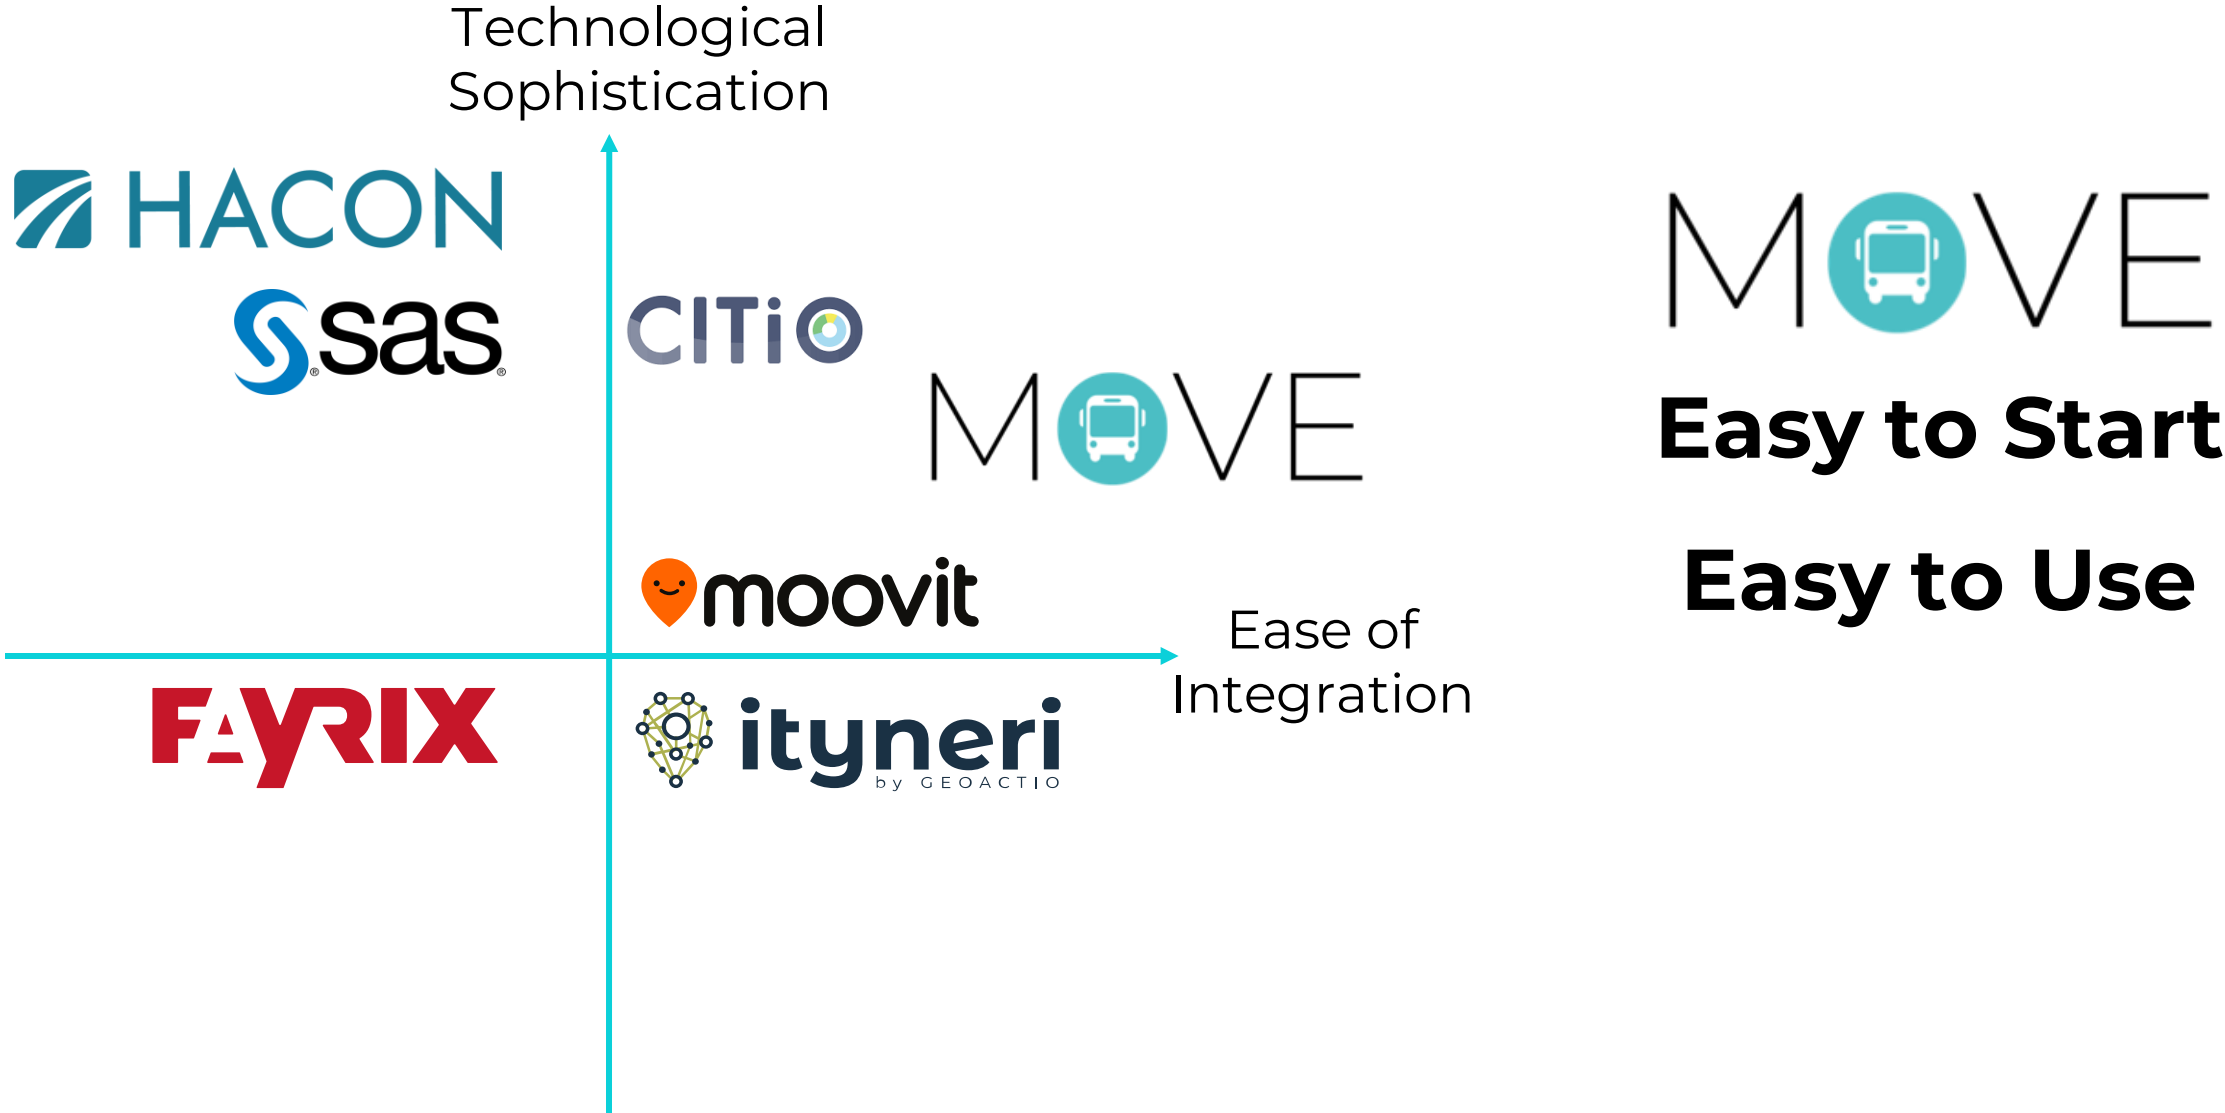 Technological
Sophistication
HACON
sas
CITiO
MOVE
moovit
Ease of
Integration
FAYRIX
ityneri
by GEOACTIO
MOVE
Easy to Start
Easy to Use